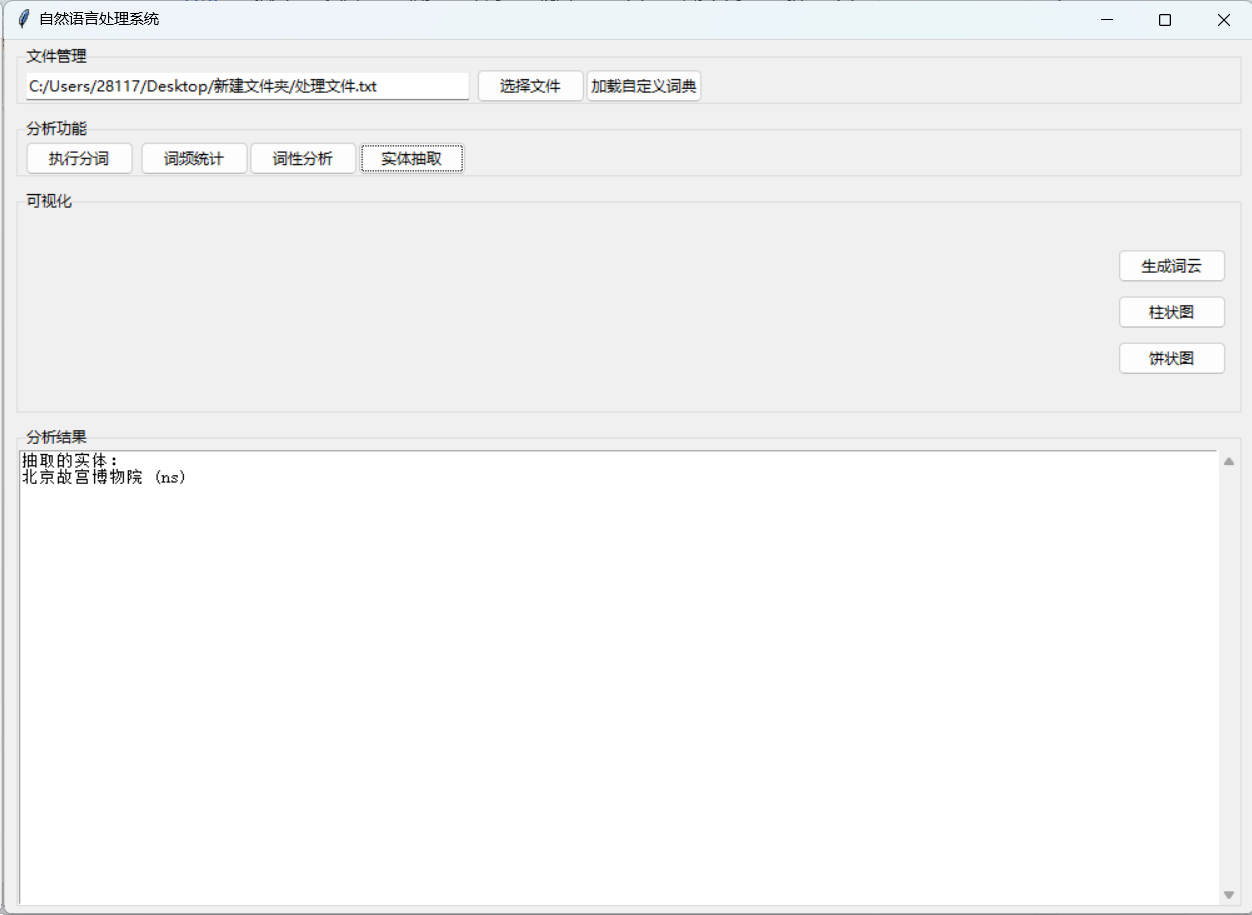 自然语言处理系统
文件管理
C:/Users/28117/Desktop/新建文件夹/处理文件.txt 选择文件 加载自定义词典
分析功能
执行分词 词频统计 词性分析 实体抽取
可视化
生成词云
柱状图
饼状图
分析结果
抽取的实体:
北京故宫博物院 (ns)